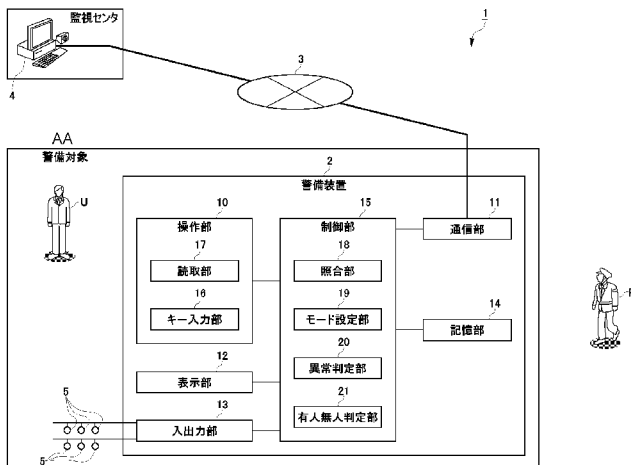 監視センタ
1
4
3
AA
警備対象
2
警備装置
U
10
操作部
17
読取部
16
キー入力部
15
制御部
18
照合部
19
モード設定部
20
異常判定部
21
有人無人判定部
11
通信部
14
記憶部
12
表示部
13
入出力部
5
5